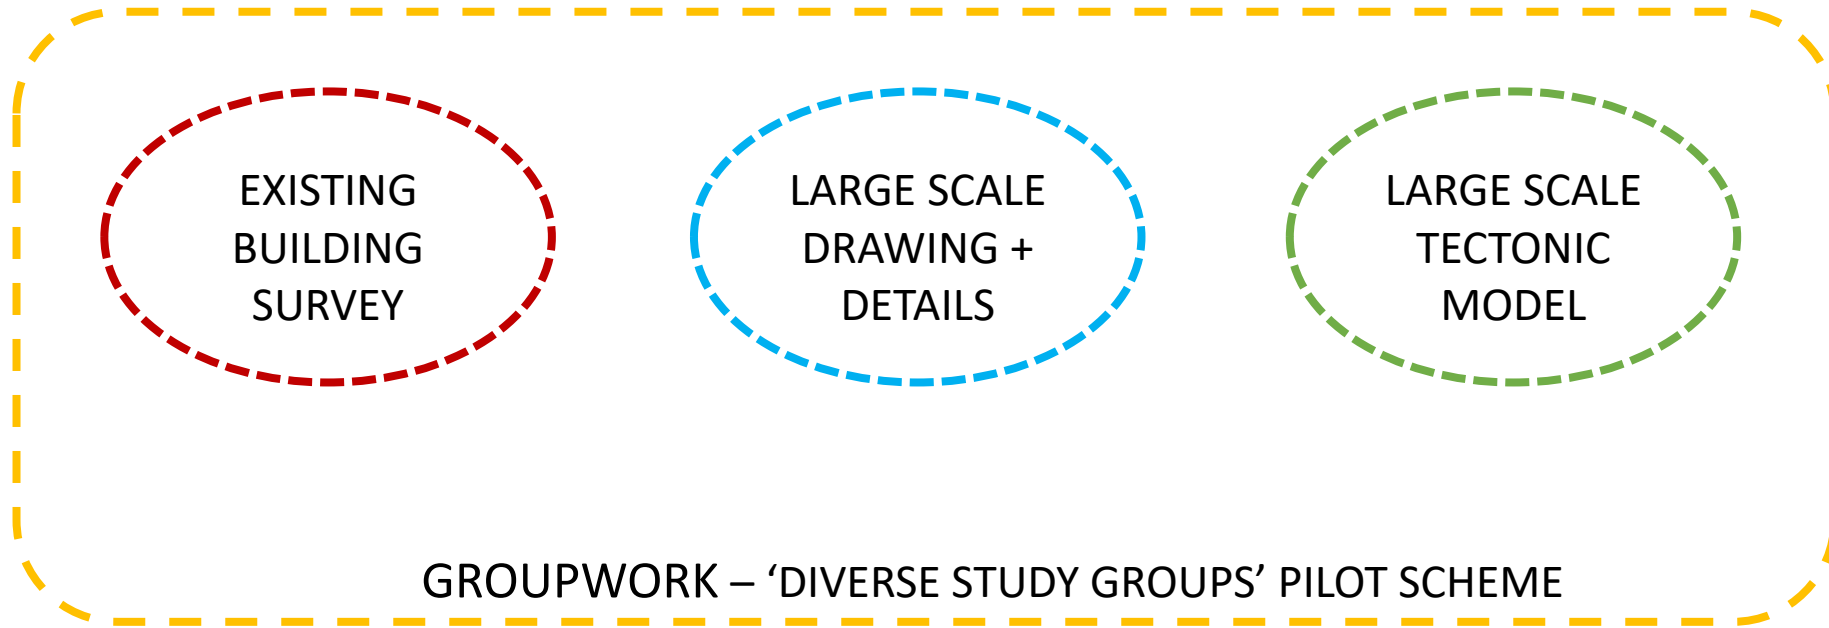 EXISTING
BUILDING
SURVEY
LARGE SCALE
DRAWING +
DETAILS
LARGE SCALE
TECTONIC
MODEL
GROUPWORK – ‘DIVERSE STUDY GROUPS’ PILOT SCHEME